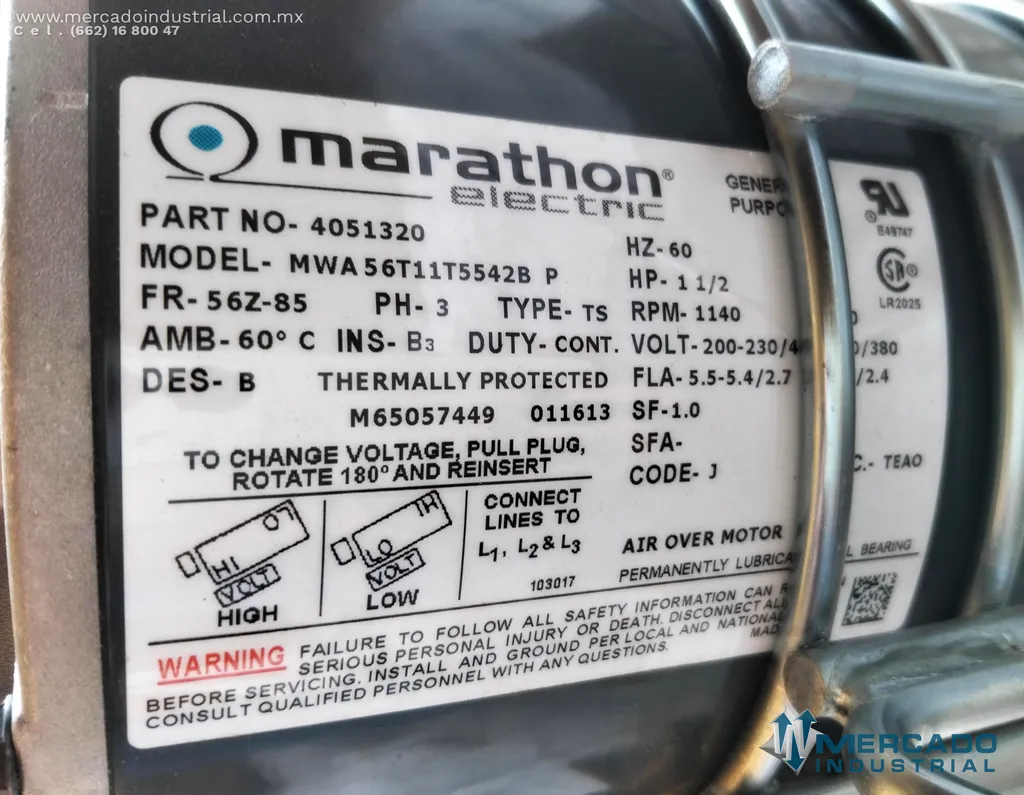 www.mercadoindustrial.com.mx
Cel. (662) 16 800 47
marathon®
electric
GENER
PURPO
PART NO- 4051320
HZ- 60
E49747
MODEL- MWA 56T11T5542B P
HP- 1 1/2
SA®
LR2025
FR- 56Z-85 PH- 3 TYPE- TS RPM- 1140
AMB- 60° C INS- B3 DUTY- CONT. VOLT- 200-230/4 0/380
DES- B THERMALLY PROTECTED FLA- 5.5-5.4/2.7 /2.4
M65057449 011613 SF-1.0
SFA-
TO CHANGE VOLTAGE, PULL PLUG,
ROTATE 180° AND REINSERT
CODE- J C.- TEAO
HI LO VOLT HIGH
LO HI VOLT LOW
CONNECT
LINES TO
L1, L2 & L3
103017
AIR OVER MOTOR
PERMANENTLY LUBRICA L BEARING
WARNING FAILURE TO FOLLOW ALL SAFETY INFORMATION CAN R
SERIOUS PERSONAL INJURY OR DEATH. DISCONNECT ALL
BEFORE SERVICING. INSTALL AND GROUND PER LOCAL AND NATIONAL
CONSULT QUALIFIED PERSONNEL WITH ANY QUESTIONS. MAD
MERCADO
INDUSTRIAL